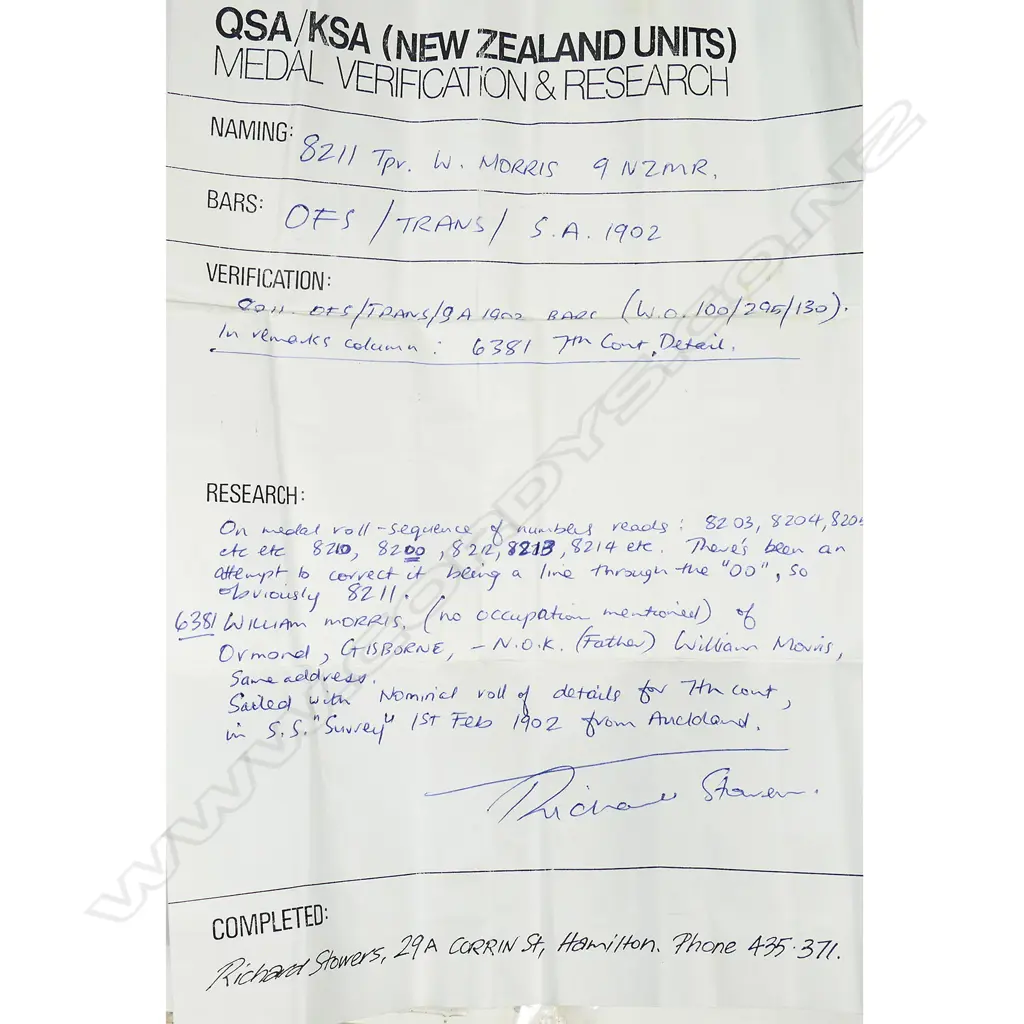 QSA/KSA (NEW ZEALAND UNITS)
MEDAL VERIFICATION & RESEARCH
NAMING: 8211 Tpr. W. MORRIS 9 NZMR.
BARS: OFS / TRANS / S.A. 1902
VERIFICATION:
OFS/TRANS/SA 1902 BARS (W.O. 100/295/130).
In remarks column: 6381 7th Cont. Detail.
RESEARCH:
On medal roll - sequence of numbers reads: 8203, 8204, 8205
etc etc 8210, 8200, 8212, 8213, 8214 etc. There's been an
attempt to correct it being a line through the "00", so
obviously 8211.
6381 WILLIAM MORRIS, (no occupation mentioned) of
Ormond, GISBORNE, - N.O.K. (Father) William Morris,
Same address.
Sailed with Nominal roll of details for 7th cont,
in S.S. "Surrey" 1st Feb 1902 from Auckland.
Richard Stowers.
COMPLETED:
Richard Stowers, 29A CORRIN St, Hamilton. Phone 435.371.
WWW.CORDYS.CO.NZ